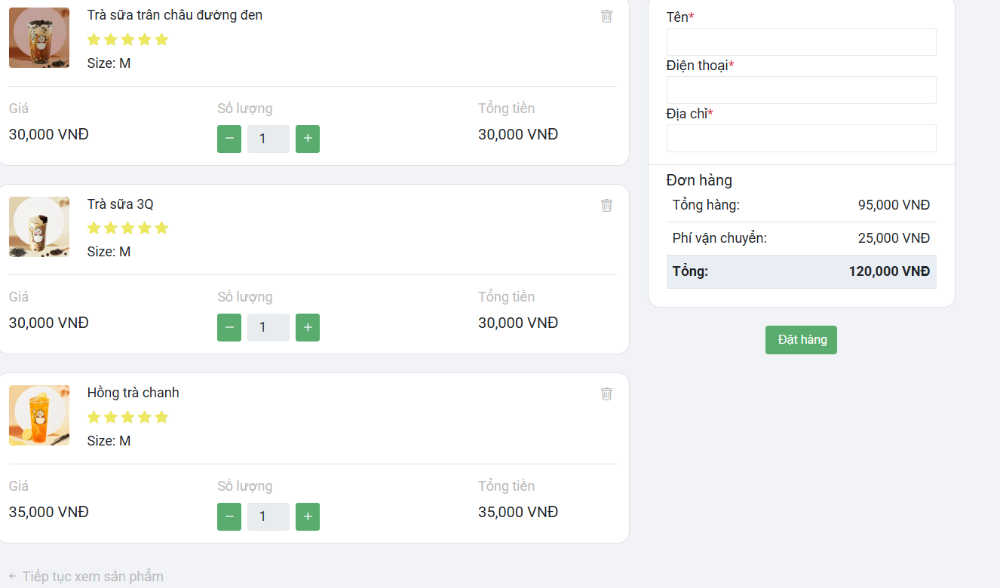 Trà sữa trân châu đường đen
Size: M
Giá Số lượng Tổng tiền
30,000 VNĐ − 1 + 30,000 VNĐ
Trà sữa 3Q
Size: M
Giá Số lượng Tổng tiền
30,000 VNĐ − 1 + 30,000 VNĐ
Hồng trà chanh
Size: M
Giá Số lượng Tổng tiền
35,000 VNĐ − 1 + 35,000 VNĐ
← Tiếp tục xem sản phẩm
Tên*
Điện thoại*
Địa chỉ*
Đơn hàng
Tổng hàng: 95,000 VNĐ
Phí vận chuyển: 25,000 VNĐ
Tổng: 120,000 VNĐ
Đặt hàng